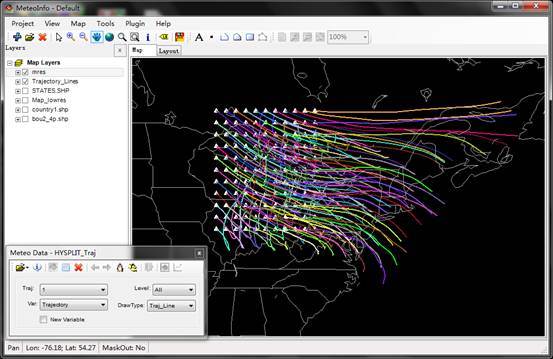 MeteoInfo - Default
Project View Map Tools Plugin Help
A
100%
Layers
Map Layers
mres
Trajectory_Lines
STATES.SHP
Map_lowres
country1.shp
bou2_4p.shp
Map Layout
Meteo Data - HYSPLIT_Traj
Traj: 1 Level: All
Var: Trajectory DrawType: Traj_Line
New Variable
Pan Lon: -76.18; Lat: 54.27 MaskOut: No